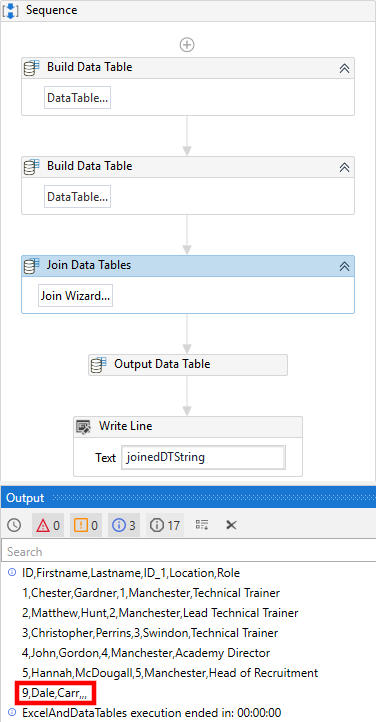 Sequence
Build Data Table
DataTable...
Build Data Table
DataTable...
Join Data Tables
Join Wizard...
Output Data Table
Write Line
Text joinedDTString
Output
0 0 3 17
Search
ID,Firstname,Lastname,ID_1,Location,Role
1,Chester,Gardner,1,Manchester,Technical Trainer
2,Matthew,Hunt,2,Manchester,Lead Technical Trainer
3,Christopher,Perrins,3,Swindon,Technical Trainer
4,John,Gordon,4,Manchester,Academy Director
5,Hannah,McDougall,5,Manchester,Head of Recruitment
9,Dale,Carr,,,
ExcelAndDataTables execution ended in: 00:00:00